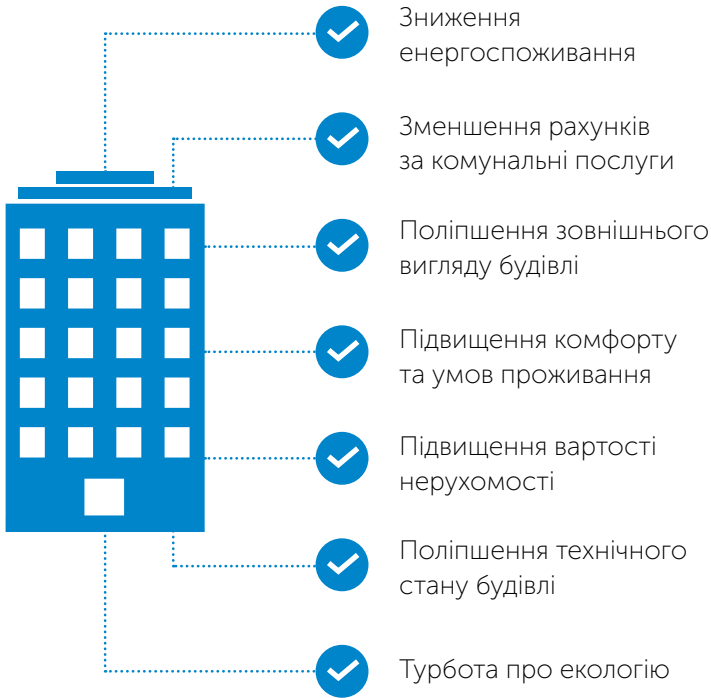 Зниження
енергоспоживання
Зменшення рахунків
за комунальні послуги
Поліпшення зовнішнього
вигляду будівлі
Підвищення комфорту
та умов проживання
Підвищення вартості
нерухомості
Поліпшення технічного
стану будівлі
Турбота про екологію